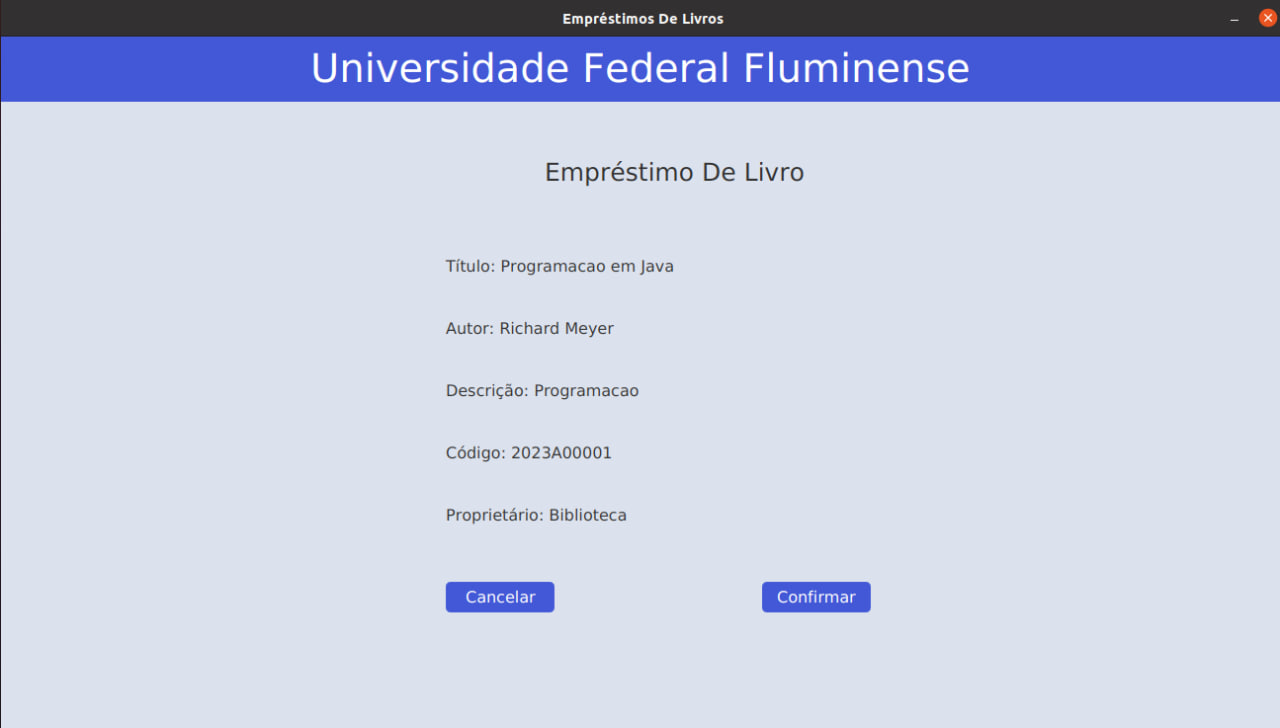 Empréstimos De Livros
Universidade Federal Fluminense
Empréstimo De Livro
Título: Programacao em Java
Autor: Richard Meyer
Descrição: Programacao
Código: 2023A00001
Proprietário: Biblioteca
Cancelar
Confirmar